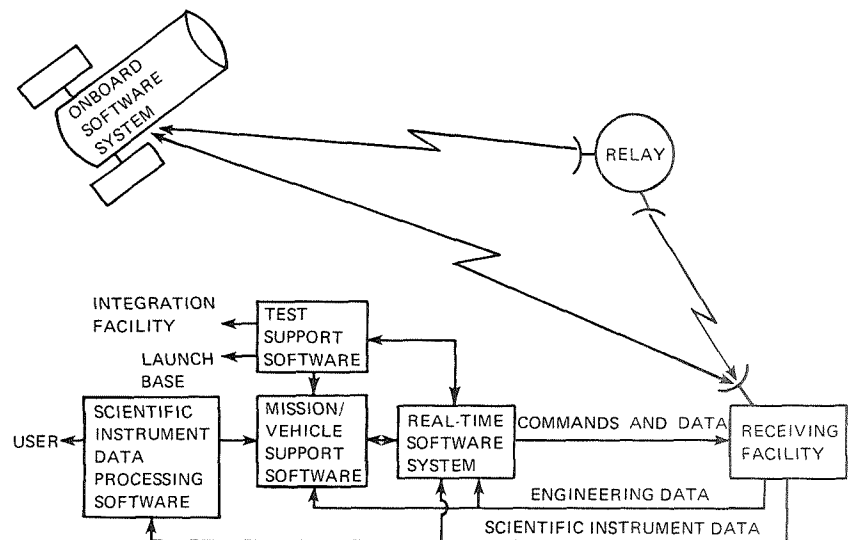 ONBOARD
SOFTWARE
SYSTEM
RELAY
INTEGRATION
FACILITY
LAUNCH
BASE
TEST
SUPPORT
SOFTWARE
USER
SCIENTIFIC
INSTRUMENT
DATA
PROCESSING
SOFTWARE
MISSION/
VEHICLE
SUPPORT
SOFTWARE
REAL-TIME
SOFTWARE
SYSTEM
COMMANDS AND DATA
RECEIVING
FACILITY
ENGINEERING DATA
SCIENTIFIC INSTRUMENT DATA